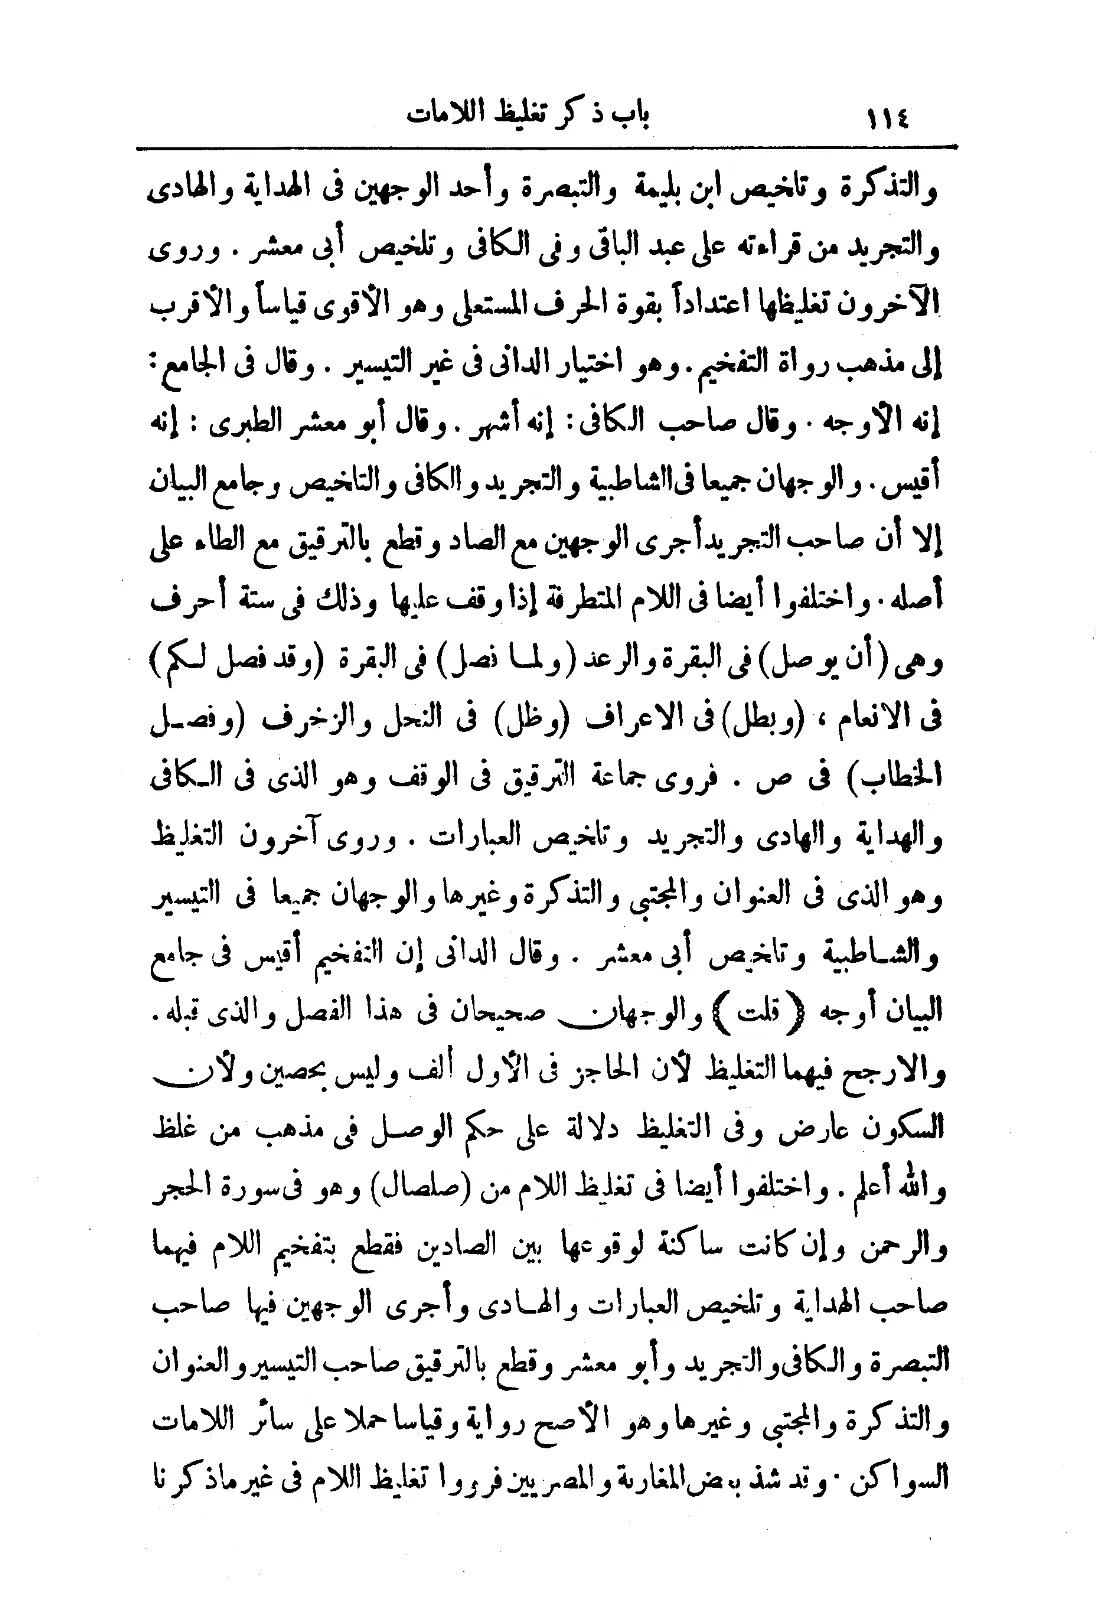 ١١٤ باب ذكر تغليظ اللامات
والتذكرة وتلخيص ابن بليمة والتبصرة وأحد الوجهين فى الهداية والهادى
والتجريد من قراءته على عبد الباقى وفى الكافى وتلخيص أبى معشر . وروى
الآخرون تغليظها اعتداداً بقوة الحرف المستعلى وهو الأقوى قياساً والأقرب
إلى مذهب رواة التفخيم . وهو اختيار الدانى فى غير التيسير . وقال فى الجامع :
إنه الأوجه . وقال صاحب الكافى : إنه أشهر . وقال أبو معشر الطبرى : إنه
أقيس . والوجهان جميعا فى الشاطبية والتجريد والكافى والتلخيص وجامع البيان
إلا أن صاحب التجريد أجرى الوجهين مع الصاد وقطع بالترقيق مع الطاء على
أصله . واختلفوا أيضا فى اللام المتطرفة إذا وقف عليها وذلك فى ستة أحرف
وهى (أن يوصل) فى البقرة والرعد (ولما فصل) فى البقرة (وقد فصل لكم)
فى الانعام ، (وبطل) فى الاعراف (وظل) فى النحل والزخرف (وفصـل
الخطاب) فى ص . فروى جماعة الترقيق فى الوقف وهو الذى فى الـكافى
والهداية والهادى والتجريد وتلخيص العبارات . وروى آخرون التغليظ
وهو الذى فى العنوان والمجتبى والتذكرة وغيرها والوجهان جميعا فى التيسير
والشـاطبية وتلخيص أبى معشر . وقال الدانى إن التفخيم أقيس فى جامع
البيان أوجه (قلت) والوجهان صحيحان فى هذا الفصل والذى قبله .
والارجح فيهما التغليظ لأن الحاجز فى الأول ألف وليس بحصين ولأن
السكون عارض وفى التغليظ دلالة على حكم الوصـل فى مذهب من غلظ
والله أعلم . واختلفوا أيضا فى تغليظ اللام من (صلصال) وهو فى سورة الحجر
والرحمن وإن كانت ساكنة لوقوعها بين الصادين فقطع بتفخيم اللام فيهما
صاحب الهداية وتلخيص العبارات والهـادى وأجرى الوجهين فيها صاحب
التبصرة والكافى والتجريد وأبو معشر وقطع بالترقيق صاحب التيسير والعنوان
والتذكرة والمجتبى وغيرها وهو الأصح رواية وقياسا حملا على سائر اللامات
السواكن . وقد شذ بعض المغاربة والمصريين فرووا تغليظ اللام فى غير ماذكرنا